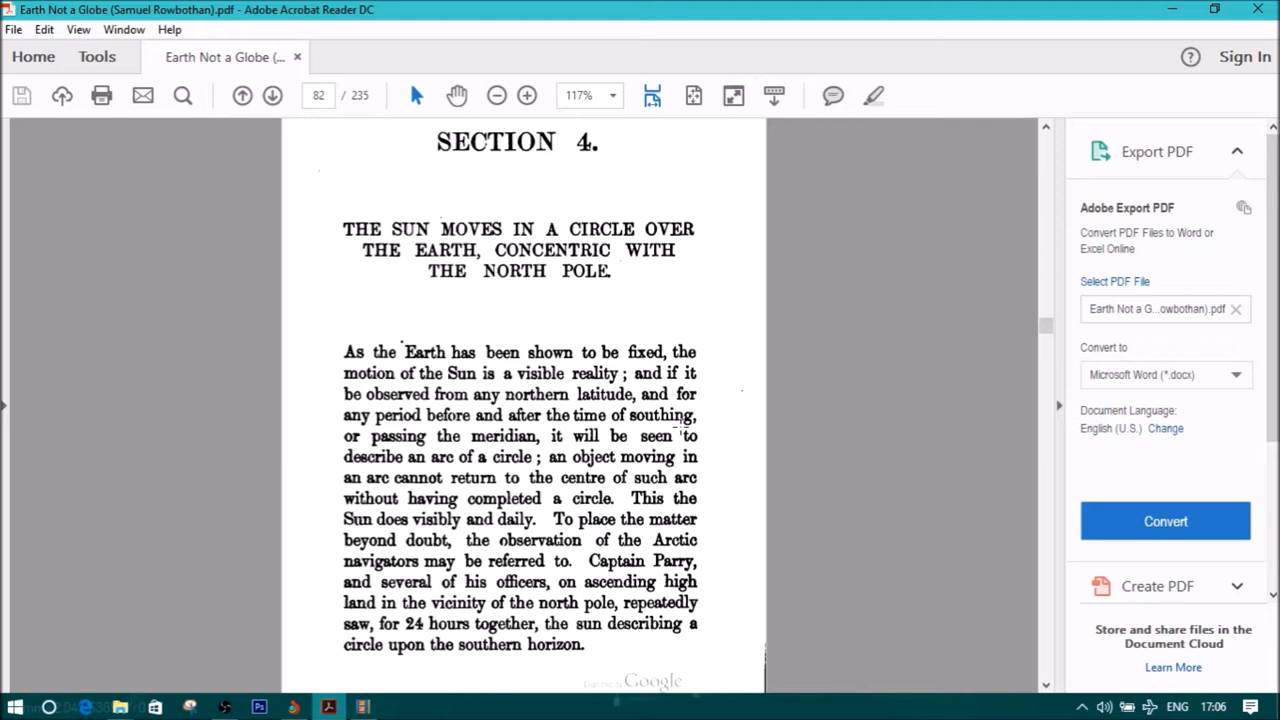 Earth Not a Globe (Samuel Rowbothan).pdf - Adobe Acrobat Reader DC
File Edit View Window Help
Home Tools Earth Not a Globe (... × Sign In
82 / 235 117%
SECTION 4.
THE SUN MOVES IN A CIRCLE OVER
THE EARTH, CONCENTRIC WITH
THE NORTH POLE.
As the Earth has been shown to be fixed, the
motion of the Sun is a visible reality; and if it
be observed from any northern latitude, and for
any period before and after the time of southing,
or passing the meridian, it will be seen to
describe an arc of a circle; an object moving in
an arc cannot return to the centre of such arc
without having completed a circle. This the
Sun does visibly and daily. To place the matter
beyond doubt, the observation of the Arctic
navigators may be referred to. Captain Parry,
and several of his officers, on ascending high
land in the vicinity of the north pole, repeatedly
saw, for 24 hours together, the sun describing a
circle upon the southern horizon.
Google
Export PDF
Adobe Export PDF
Convert PDF Files to Word or
Excel Online
Select PDF File
Earth Not a G...owbothan).pdf
Convert to
Microsoft Word (*.docx)
Document Language:
English (U.S.) Change
Convert
Create PDF
Store and share files in the
Document Cloud
Learn More
Ps
ENG 17:06